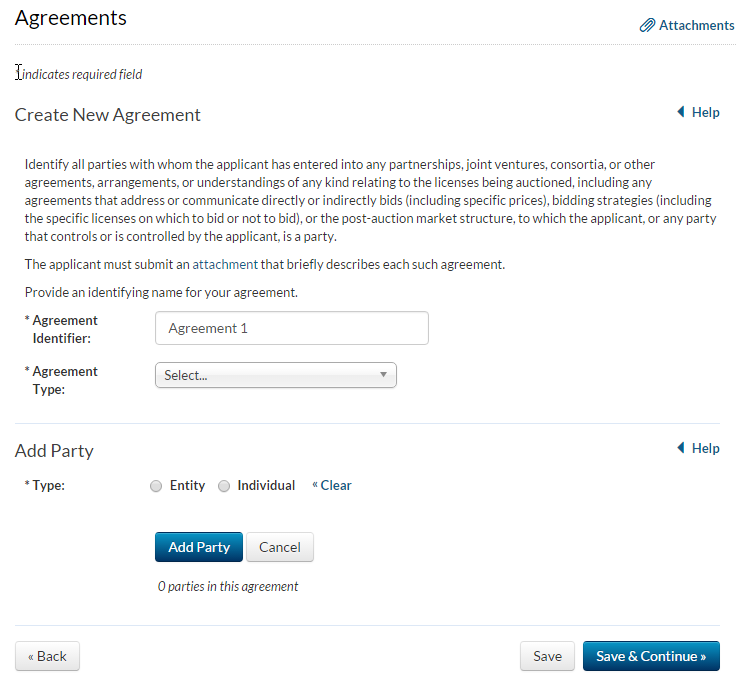 Agreements
Attachments
indicates required field
Create New Agreement
Help
Identify all parties with whom the applicant has entered into any partnerships, joint ventures, consortia, or other
agreements, arrangements, or understandings of any kind relating to the licenses being auctioned, including any
agreements that address or communicate directly or indirectly bids (including specific prices), bidding strategies (including
the specific licenses on which to bid or not to bid), or the post-auction market structure, to which the applicant, or any party
that controls or is controlled by the applicant, is a party.
The applicant must submit an attachment that briefly describes each such agreement.
Provide an identifying name for your agreement.
* Agreement
Identifier:
Agreement 1
* Agreement
Type:
Select...
Add Party
Help
* Type:
Entity
Individual
« Clear
Add Party
Cancel
0 parties in this agreement
« Back
Save
Save & Continue »